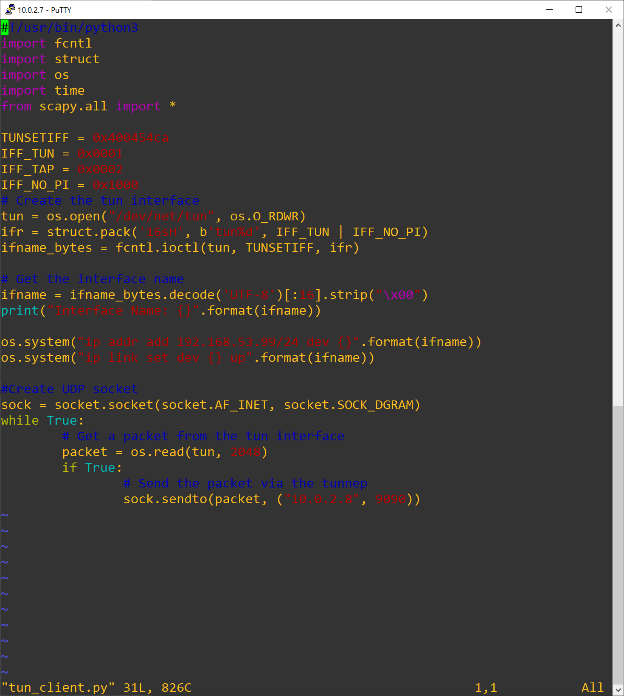 10.0.2.7 - PuTTY
#!/usr/bin/python3
import fcntl
import struct
import os
import time
from scapy.all import *
TUNSETIFF = 0x400454ca
IFF_TUN = 0x0001
IFF_TAP = 0x0002
IFF_NO_PI = 0x1000
# Create the tun interface
tun = os.open("/dev/net/tun", os.O_RDWR)
ifr = struct.pack('16sH', b'tun%d', IFF_TUN | IFF_NO_PI)
ifname_bytes = fcntl.ioctl(tun, TUNSETIFF, ifr)
# Get the interface name
ifname = ifname_bytes.decode('UTF-8')[:16].strip("\x00")
print("Interface Name: {}".format(ifname))
os.system("ip addr add 192.168.53.99/24 dev {}".format(ifname))
os.system("ip link set dev {} up".format(ifname))
#Create UDP socket
sock = socket.socket(socket.AF_INET, socket.SOCK_DGRAM)
while True:
# Get a packet from the tun interface
packet = os.read(tun, 2048)
if True:
# Send the packet via the tunnep
sock.sendto(packet, ("10.0.2.8", 9090))
~
~
~
~
~
~
~
~
~
~
~
"tun_client.py" 31L, 826C 1,1 All